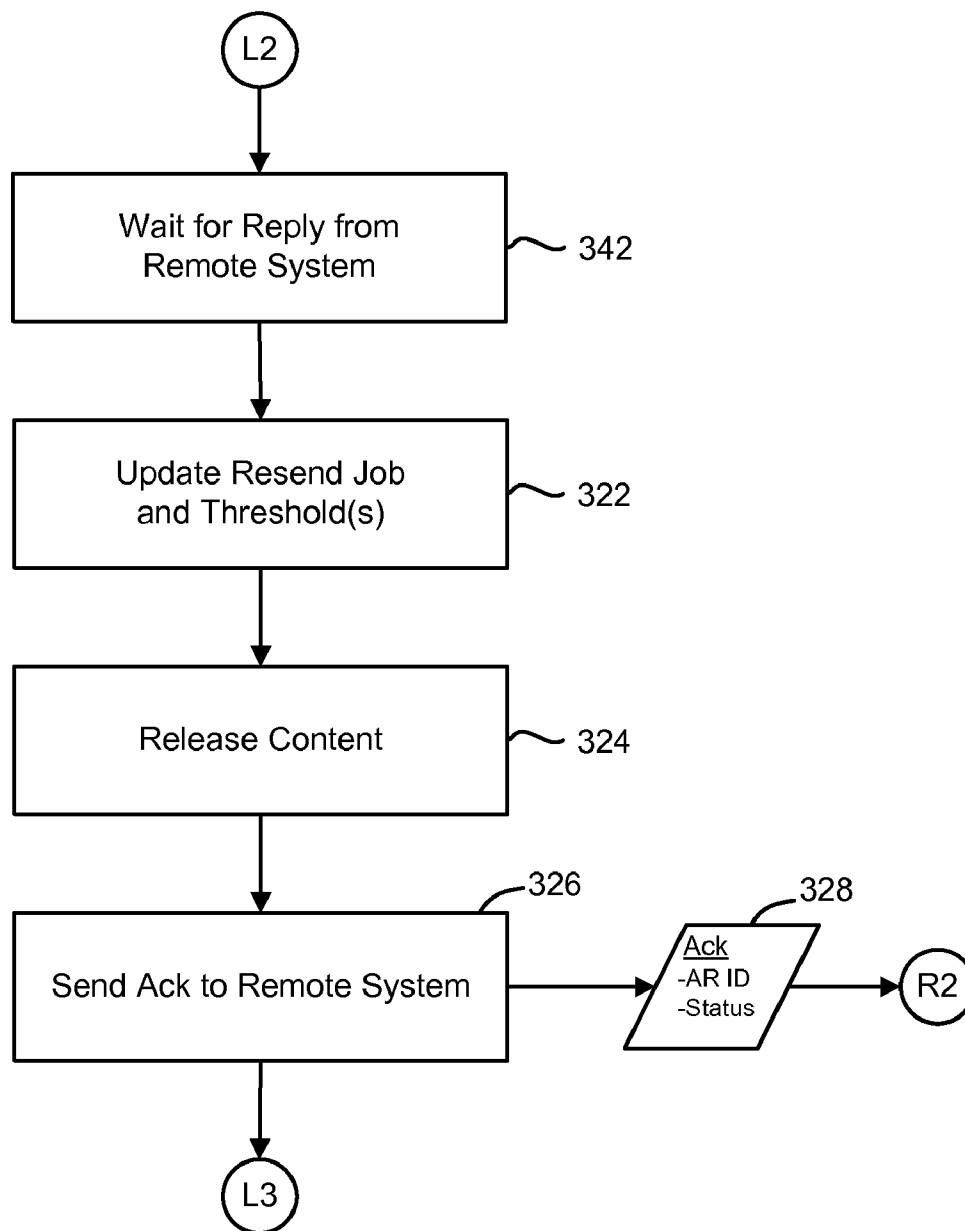 L2
Wait for Reply from
Remote System
342
Update Resend Job
and Threshold(s)
322
Release Content
324
326
328
Send Ack to Remote System
Ack
-AR ID
-Status
R2
L3